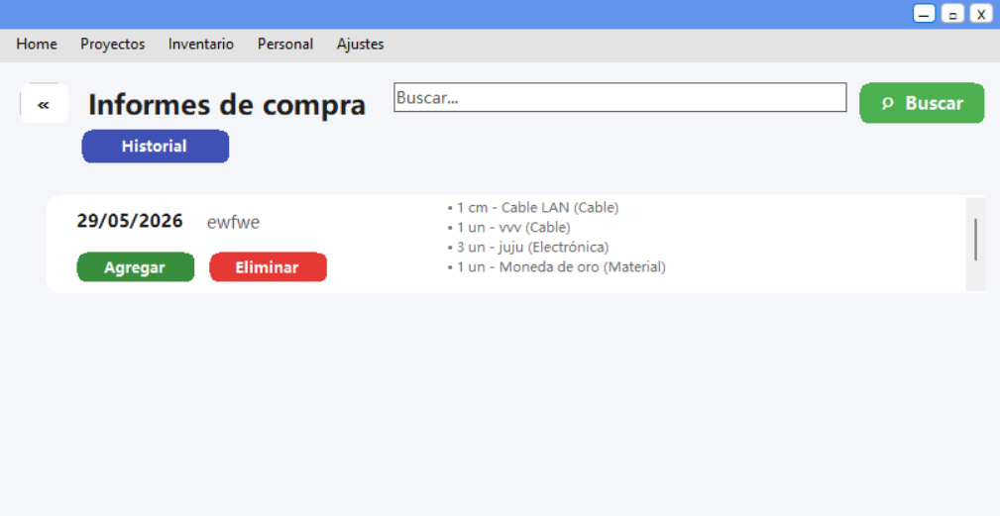 Home Proyectos Inventario Personal Ajustes
« Informes de compra
Buscar...
Buscar
Historial
29/05/2026 ewfwe
Agregar Eliminar
▪ 1 cm - Cable LAN (Cable)
▪ 1 un - vvv (Cable)
▪ 3 un - juju (Electrónica)
▪ 1 un - Moneda de oro (Material)